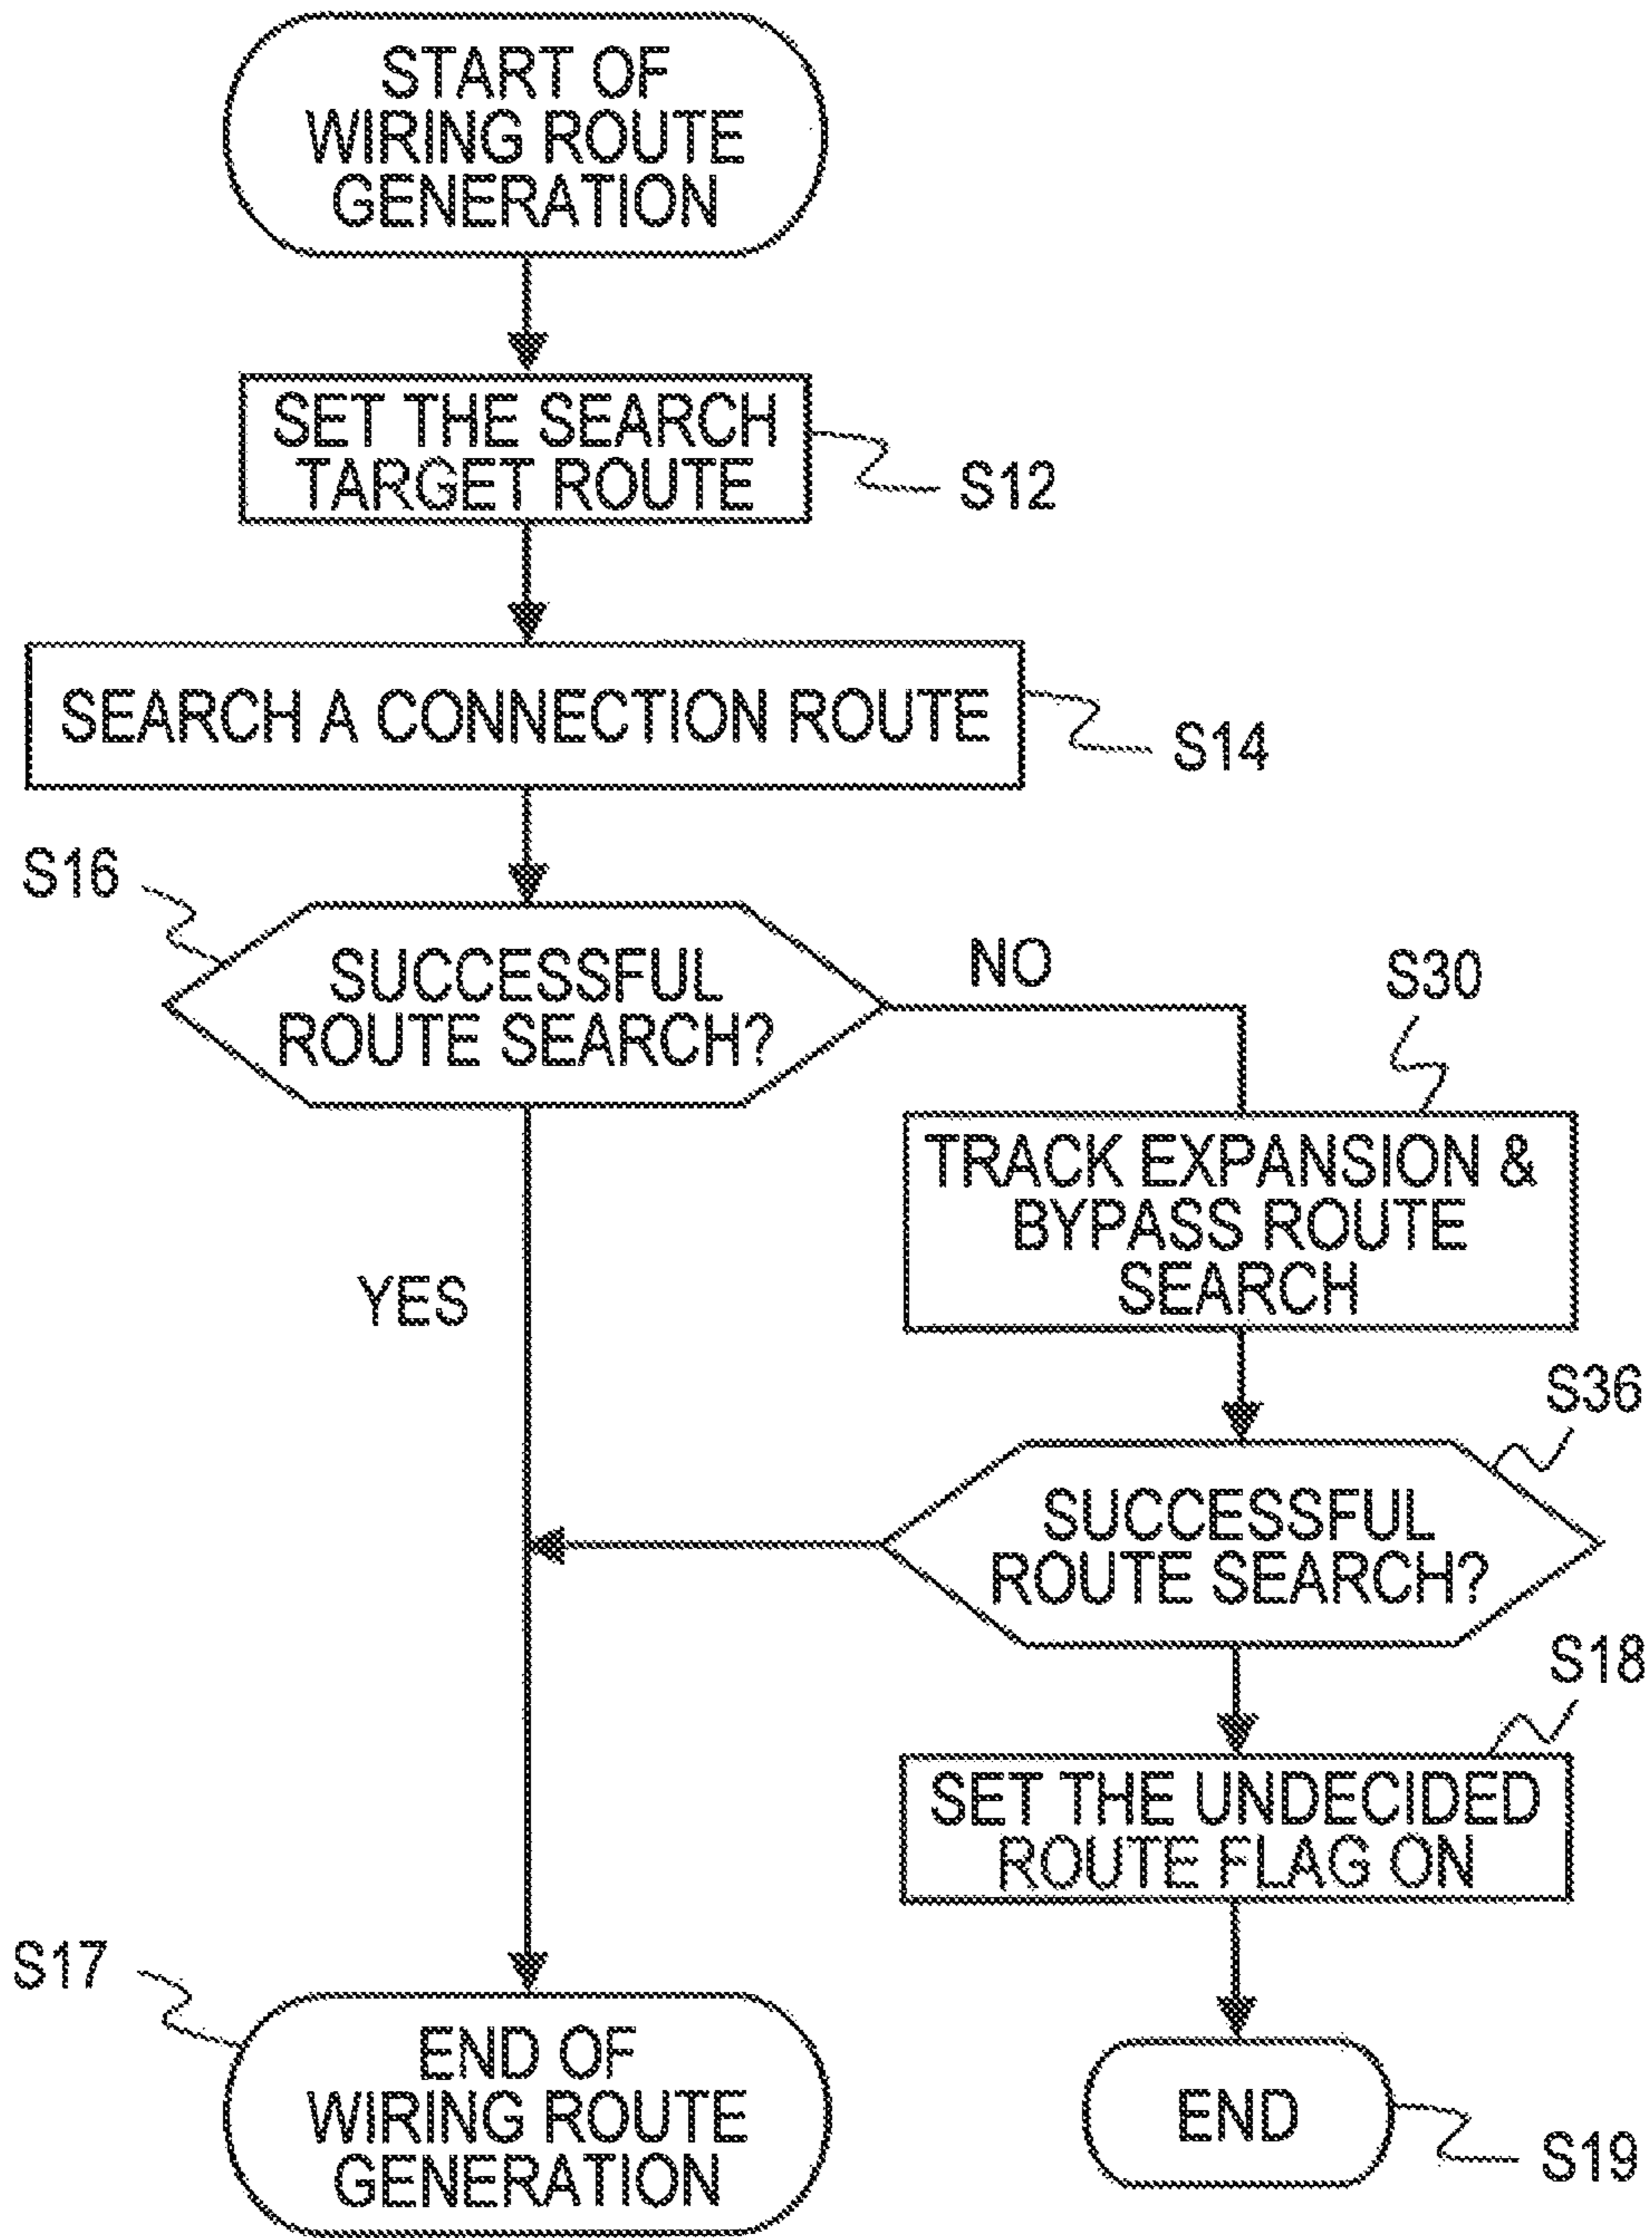 START OF
WIRING ROUTE
GENERATION
SET THE SEARCH
TARGET ROUTE
S12
SEARCH A CONNECTION ROUTE
S14
S16
SUCCESSFUL
ROUTE SEARCH?
NO
S30
TRACK EXPANSION &
BYPASS ROUTE
SEARCH
YES
S36
SUCCESSFUL
ROUTE SEARCH?
S18
SET THE UNDECIDED
ROUTE FLAG ON
S17
END OF
WIRING ROUTE
GENERATION
END
S19